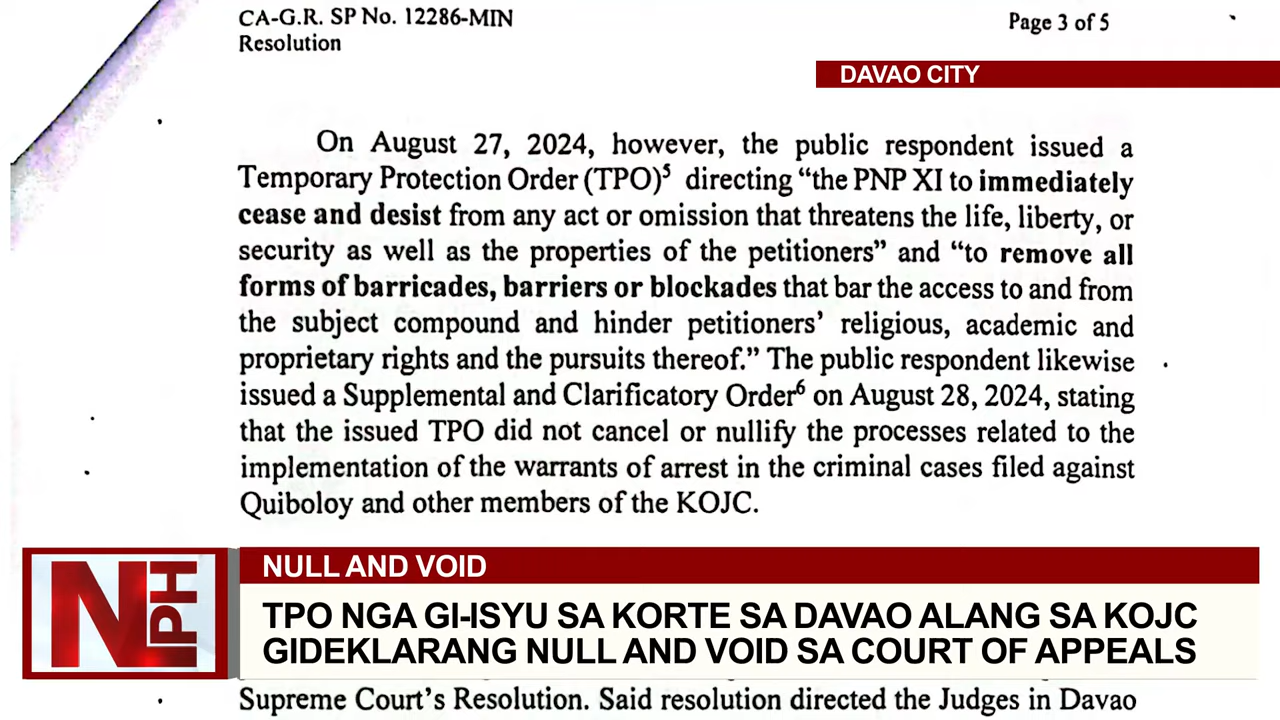 CA-G.R. SP No. 12286-MIN
Page 3 of 5
Resolution
DAVAO CITY
On August 27, 2024, however, the public respondent issued a
Temporary Protection Order (TPO)5 directing “the PNP XI to immediately
cease and desist from any act or omission that threatens the life, liberty, or
security as well as the properties of the petitioners” and “to remove all
forms of barricades, barriers or blockades that bar the access to and from
the subject compound and hinder petitioners’ religious, academic and
proprietary rights and the pursuits thereof.” The public respondent likewise
issued a Supplemental and Clarificatory Order6 on August 28, 2024, stating
that the issued TPO did not cancel or nullify the processes related to the
implementation of the warrants of arrest in the criminal cases filed against
Quiboloy and other members of the KOJC.
NPH
NULL AND VOID
TPO NGA GI-ISYU SA KORTE SA DAVAO ALANG SA KOJC
GIDEKLARANG NULL AND VOID SA COURT OF APPEALS
Supreme Court’s Resolution. Said resolution directed the Judges in Davao